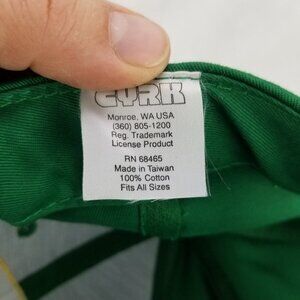 CYRK
Monroe, WA USA
(360) 805-1200
Reg. Trademark
License Product
RN 68465
Made in Taiwan
100% Cotton
Fits All Sizes